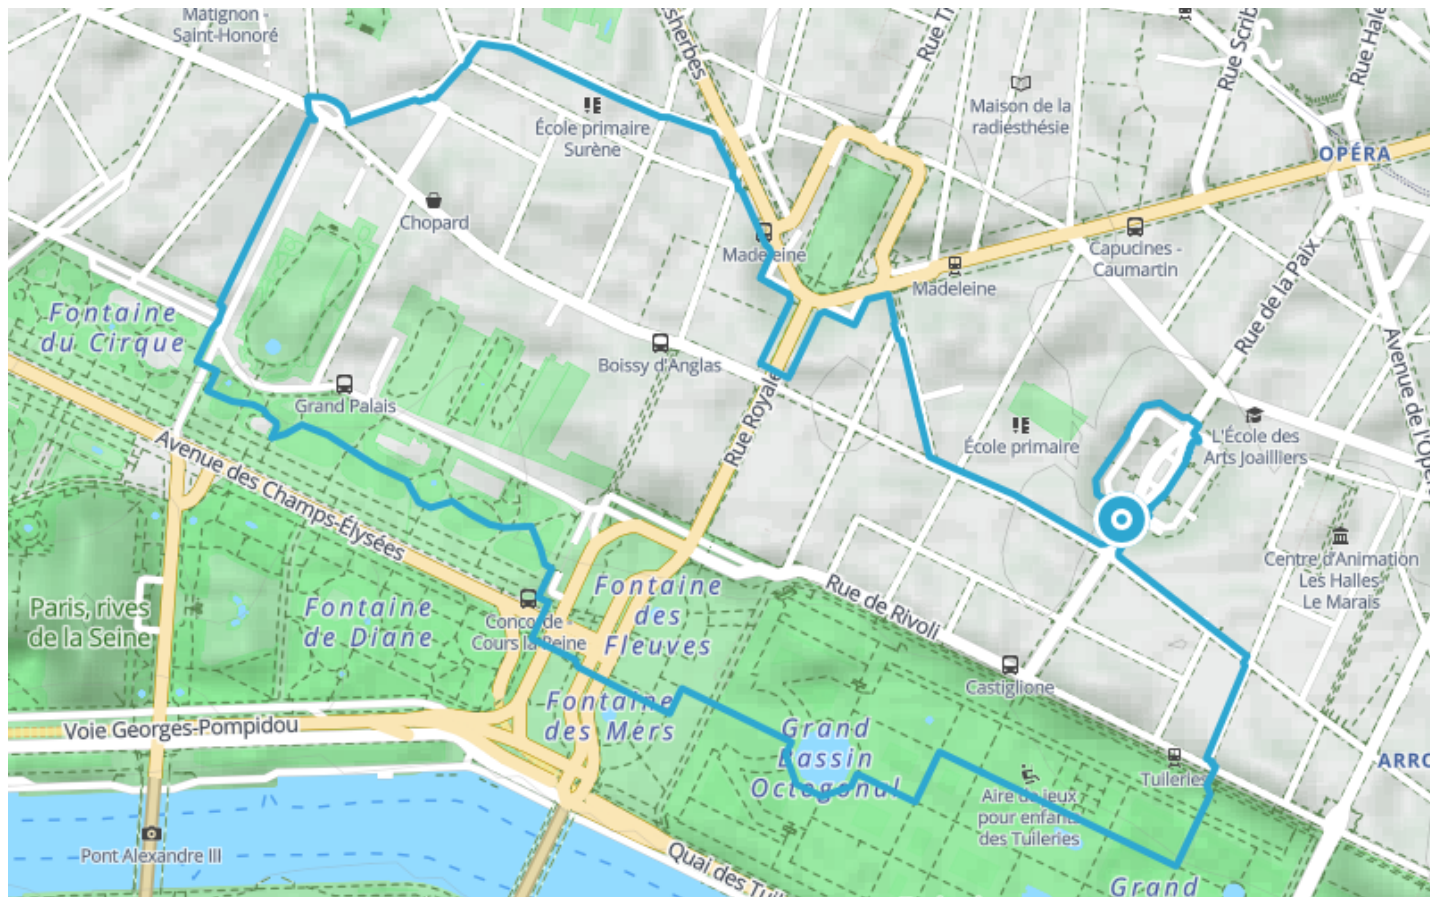 Matignon -
Saint-Honoré
esherbes
Rue Scrib
Rue Hale
École primaire
Surène
Maison de la
radiesthésie
OPÉRA
Chopard
Madeleine
Capucines -
Caumartin
Madeleine
Rue de la Paix
Fontaine
du Cirque
Boissy d'Anglas
Avenue de l'Opér
Grand Palais
Rue Royale
École primaire
L'École des
Arts Joailliers
Avenue des Champs-Élysées
Centre d'Animation
Les Halles
Le Marais
Paris, rives
de la Seine
Fontaine
de Diane
Concorde -
Cours la Reine
Fontaine
des
Fleuves
Rue de Rivoli
Castiglione
Voie Georges-Pompidou
Fontaine
des Mers
Grand
Bassin
Octogonal
Tuileries
ARRO
Aire de jeux
pour enfants
des Tuileries
Pont Alexandre III
Quai des Tuil
Grand